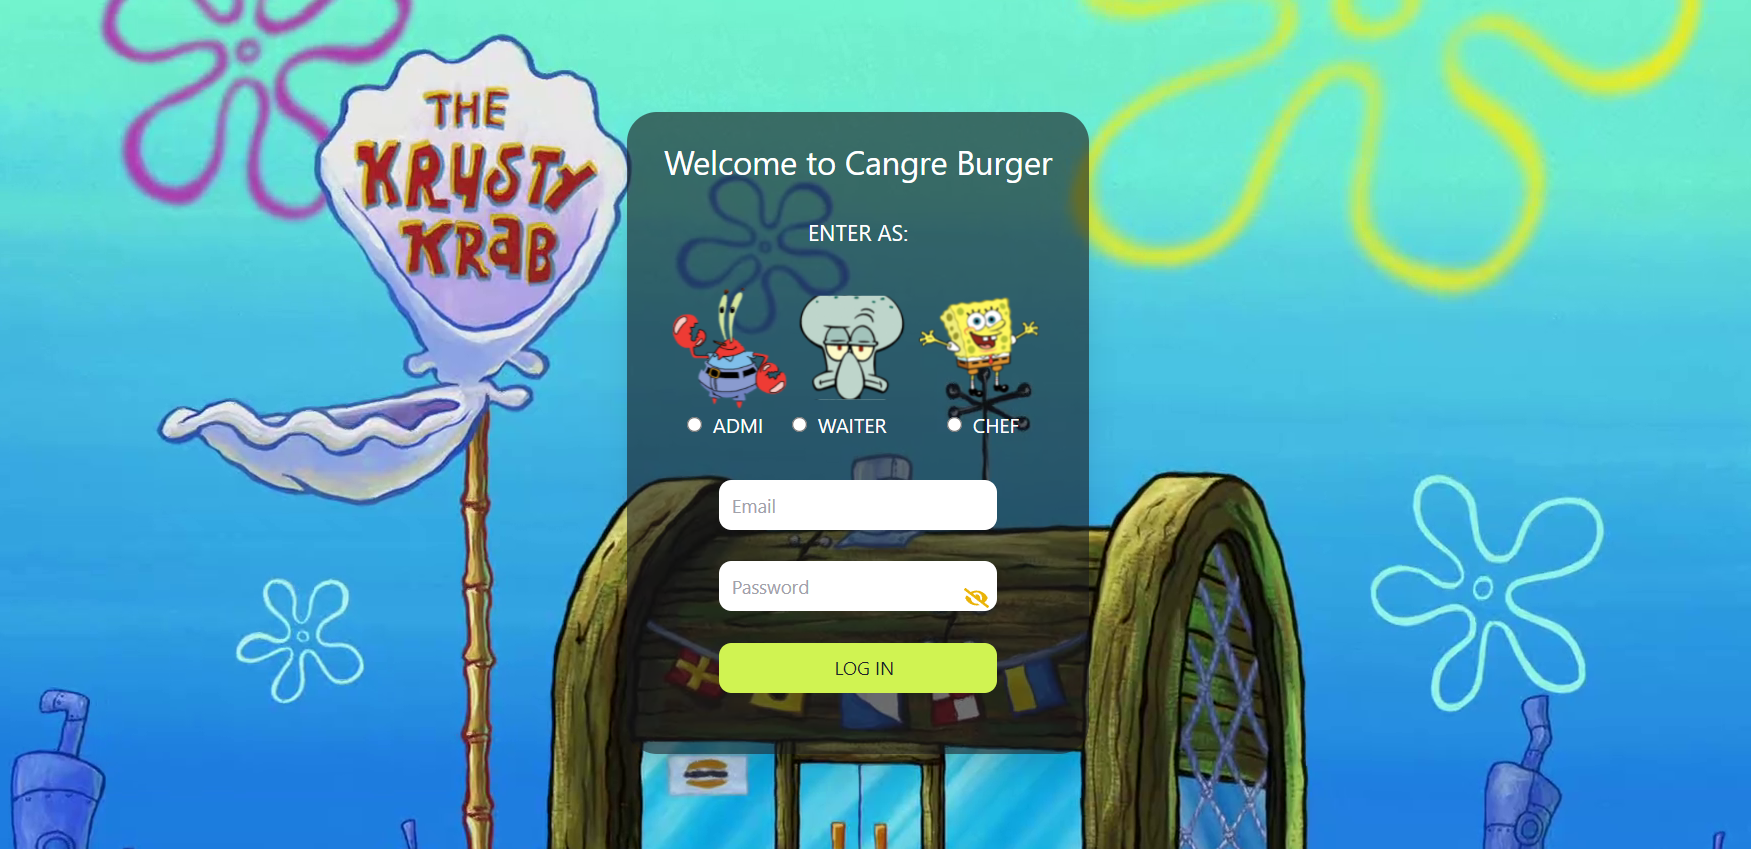 THE
KRUSTY
KRAB
Welcome to Cangre Burger
ENTER AS:
ADMI
WAITER
CHEF
Email
Password
LOG IN